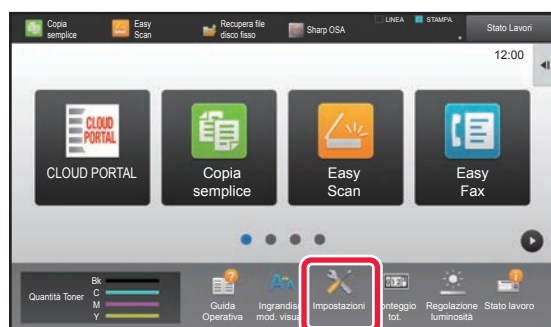 Copia
semplice
Easy
Scan
Recupera file
disco fisso
Sharp OSA
LINEA
STAMPA
Stato Lavori
12:00
CLOUD
PORTAL
CLOUD PORTAL
Copia
semplice
Easy
Scan
Easy
Fax
Quantità Toner
Bk
C
M
Y
Guida
Operativa
Ingrandis
mod. visua
Impostazioni
onteggio
tot.
Regolazione
luminosità
Stato lavoro